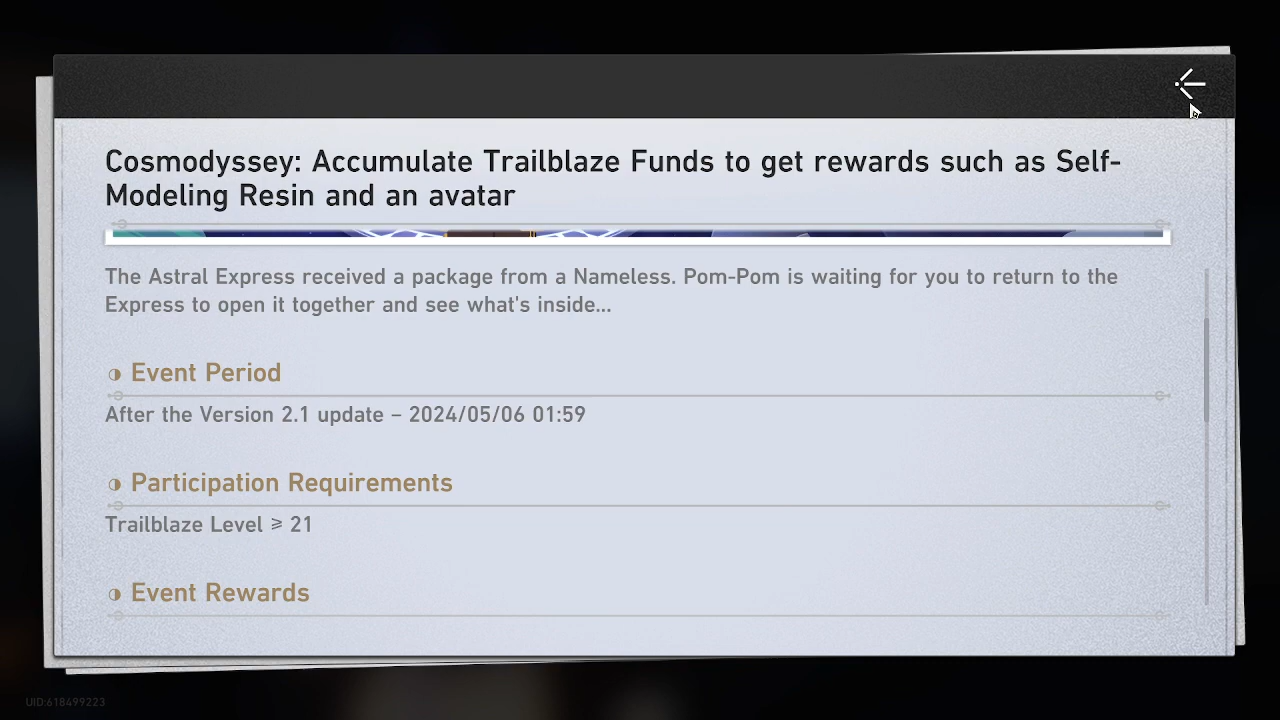 Cosmodyssey: Accumulate Trailblaze Funds to get rewards such as Self-
Modeling Resin and an avatar
The Astral Express received a package from a Nameless. Pom-Pom is waiting for you to return to the
Express to open it together and see what's inside...
Event Period
After the Version 2.1 update – 2024/05/06 01:59
Participation Requirements
Trailblaze Level ≥ 21
Event Rewards
UID:618499223